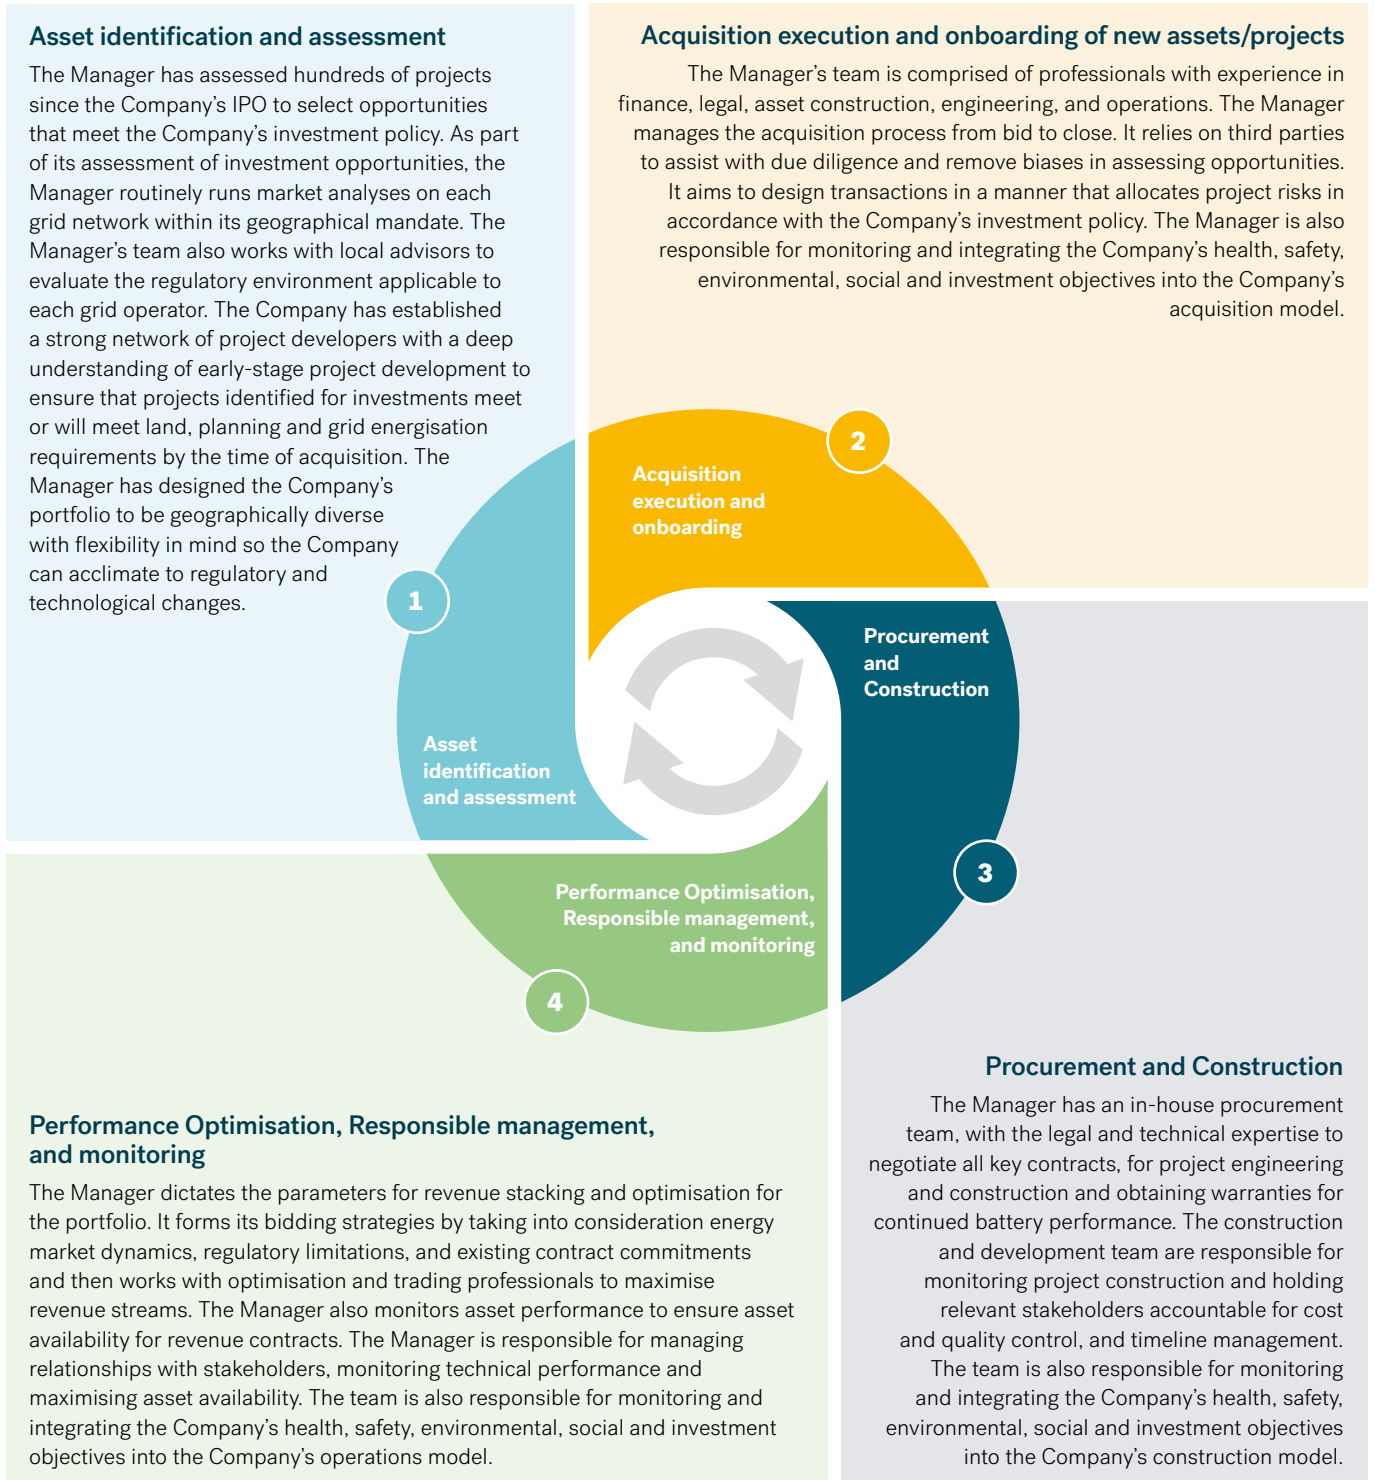 Asset identification and assessment
The Manager has assessed hundreds of projects
since the Company's IPO to select opportunities
that meet the Company's investment policy. As part
of its assessment of investment opportunities, the
Manager routinely runs market analyses on each
grid network within its geographical mandate. The
Manager's team also works with local advisors to
evaluate the regulatory environment applicable to
each grid operator. The Company has established
a strong network of project developers with a deep
understanding of early-stage project development to
ensure that projects identified for investments meet
or will meet land, planning and grid energisation
requirements by the time of acquisition. The
Manager has designed the Company's
portfolio to be geographically diverse
with flexibility in mind so the Company
can acclimate to regulatory and
technological changes.
Acquisition execution and onboarding of new assets/projects
The Manager's team is comprised of professionals with experience in
finance, legal, asset construction, engineering, and operations. The Manager
manages the acquisition process from bid to close. It relies on third parties
to assist with due diligence and remove biases in assessing opportunities.
It aims to design transactions in a manner that allocates project risks in
accordance with the Company's investment policy. The Manager is also
responsible for monitoring and integrating the Company's health, safety,
environmental, social and investment objectives into the Company's
acquisition model.
1
Asset
identification
and assessment
2
Acquisition
execution and
onboarding
Procurement
and
Construction
3
Performance Optimisation,
Responsible management,
and monitoring
4
Performance Optimisation, Responsible management,
and monitoring
The Manager dictates the parameters for revenue stacking and optimisation for
the portfolio. It forms its bidding strategies by taking into consideration energy
market dynamics, regulatory limitations, and existing contract commitments
and then works with optimisation and trading professionals to maximise
revenue streams. The Manager also monitors asset performance to ensure asset
availability for revenue contracts. The Manager is responsible for managing
relationships with stakeholders, monitoring technical performance and
maximising asset availability. The team is also responsible for monitoring and
integrating the Company's health, safety, environmental, social and investment
objectives into the Company's operations model.
Procurement and Construction
The Manager has an in-house procurement
team, with the legal and technical expertise to
negotiate all key contracts, for project engineering
and construction and obtaining warranties for
continued battery performance. The construction
and development team are responsible for
monitoring project construction and holding
relevant stakeholders accountable for cost
and quality control, and timeline management.
The team is also responsible for monitoring
and integrating the Company's health, safety,
environmental, social and investment objectives
into the Company's construction model.